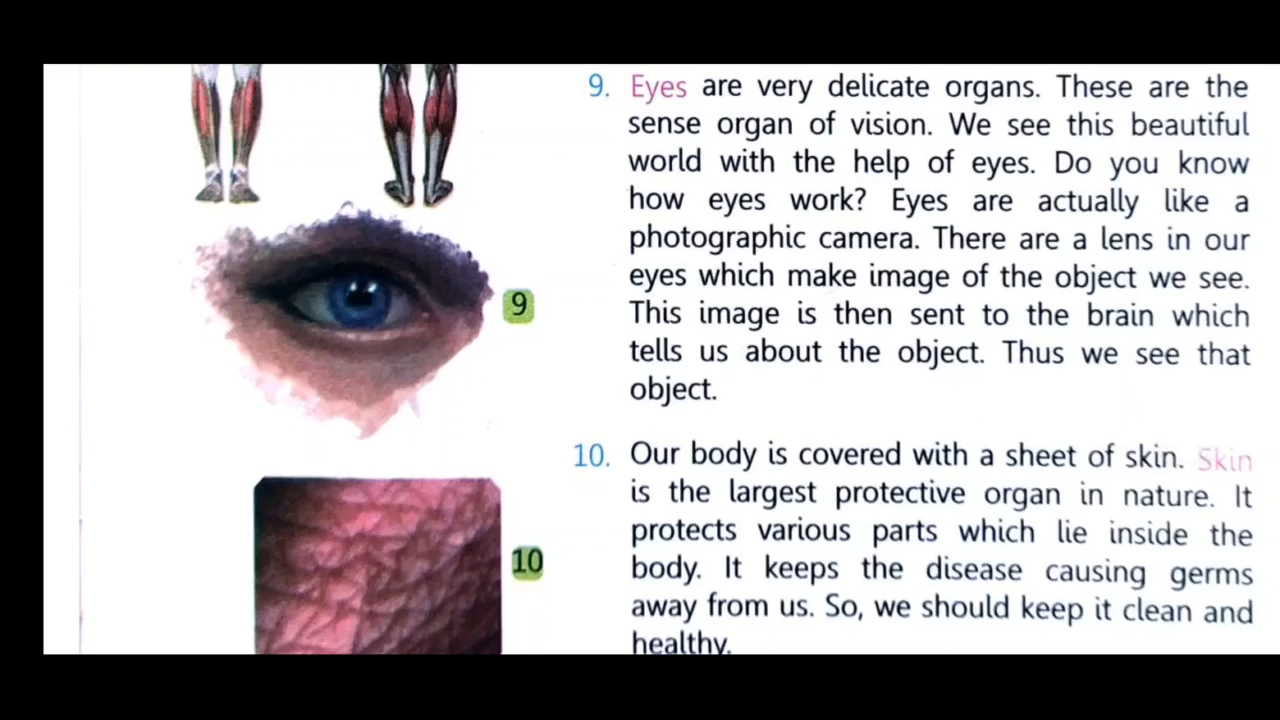 9. Eyes are very delicate organs. These are the
sense organ of vision. We see this beautiful
world with the help of eyes. Do you know
how eyes work? Eyes are actually like a
photographic camera. There are a lens in our
eyes which make image of the object we see.
This image is then sent to the brain which
tells us about the object. Thus we see that
object.
9
10. Our body is covered with a sheet of skin. Skin
is the largest protective organ in nature. It
protects various parts which lie inside the
body. It keeps the disease causing germs
away from us. So, we should keep it clean and
healthy.
10